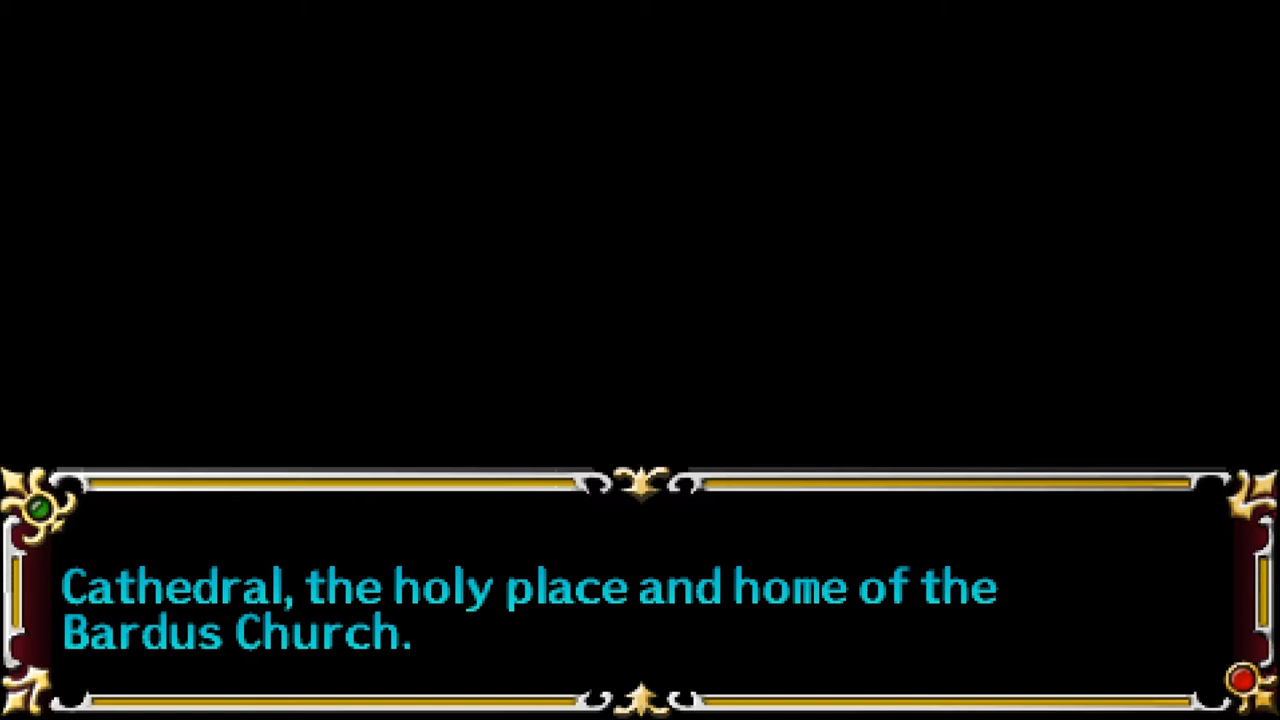 Cathedral, the holy place and home of the
Bardus Church.